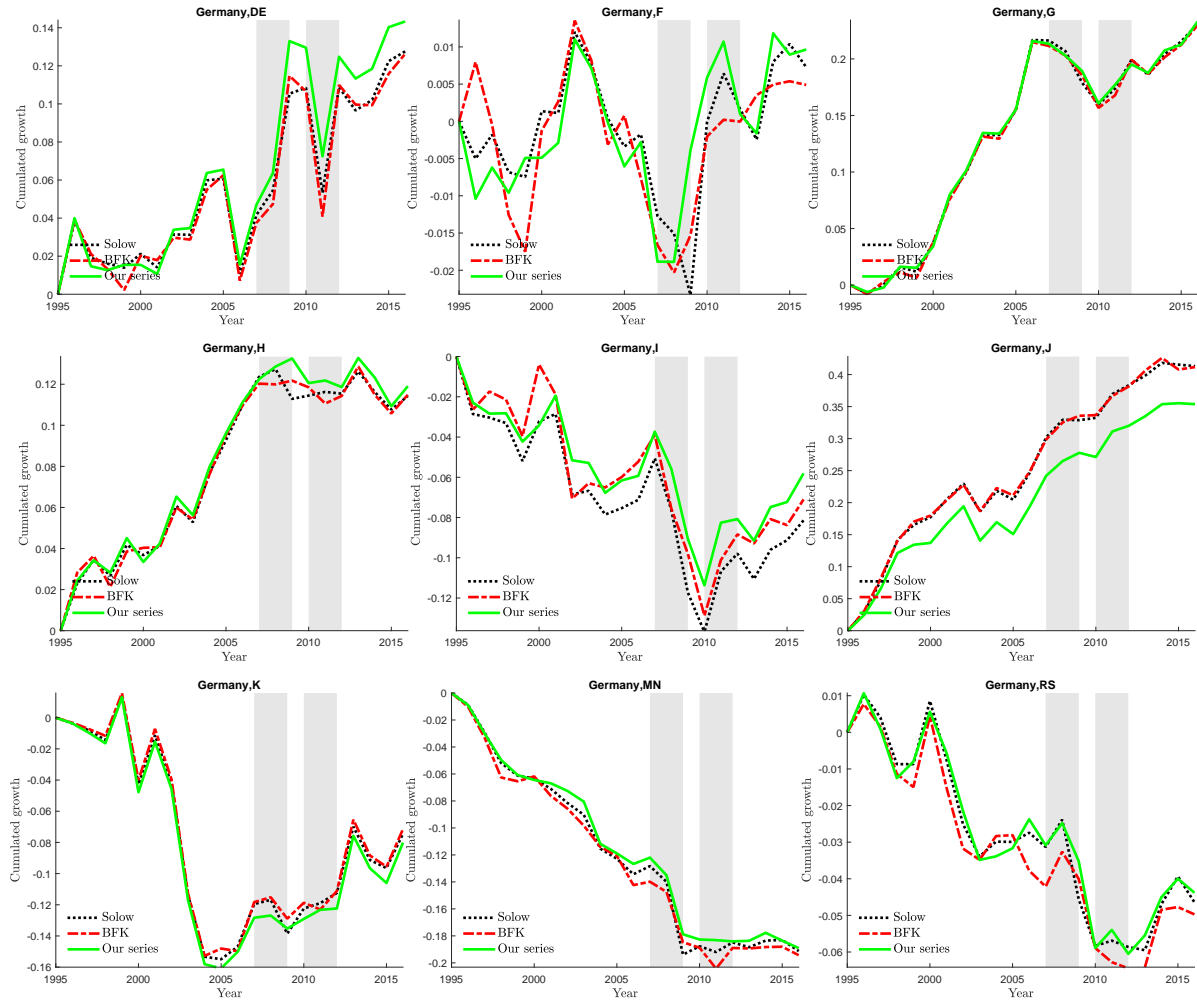 Germany,DE
Cumulated growth
0.14
0.12
0.1
0.08
0.06
0.04
0.02
0
Solow
BFK
Our series
1995 2000 2005 2010 2015
Year
Germany,F
Cumulated growth
0.01
0.005
0
-0.005
-0.01
-0.015
-0.02
Solow
BFK
Our series
1995 2000 2005 2010 2015
Year
Germany,G
Cumulated growth
0.2
0.15
0.1
0.05
0
Solow
BFK
Our series
1995 2000 2005 2010 2015
Year
Germany,H
Cumulated growth
0.12
0.1
0.08
0.06
0.04
0.02
0
Solow
BFK
Our series
1995 2000 2005 2010 2015
Year
Germany,I
Cumulated growth
0
-0.02
-0.04
-0.06
-0.08
-0.1
-0.12
Solow
BFK
Our series
1995 2000 2005 2010 2015
Year
Germany,J
Cumulated growth
0.4
0.35
0.3
0.25
0.2
0.15
0.1
0.05
0
Solow
BFK
Our series
1995 2000 2005 2010 2015
Year
Germany,K
Cumulated growth
0
-0.02
-0.04
-0.06
-0.08
-0.1
-0.12
-0.14
-0.16
Solow
BFK
Our series
1995 2000 2005 2010 2015
Year
Germany,MN
Cumulated growth
0
-0.02
-0.04
-0.06
-0.08
-0.1
-0.12
-0.14
-0.16
-0.18
-0.2
Solow
BFK
Our series
1995 2000 2005 2010 2015
Year
Germany,RS
Cumulated growth
0.01
0
-0.01
-0.02
-0.03
-0.04
-0.05
-0.06
Solow
BFK
Our series
1995 2000 2005 2010 2015
Year